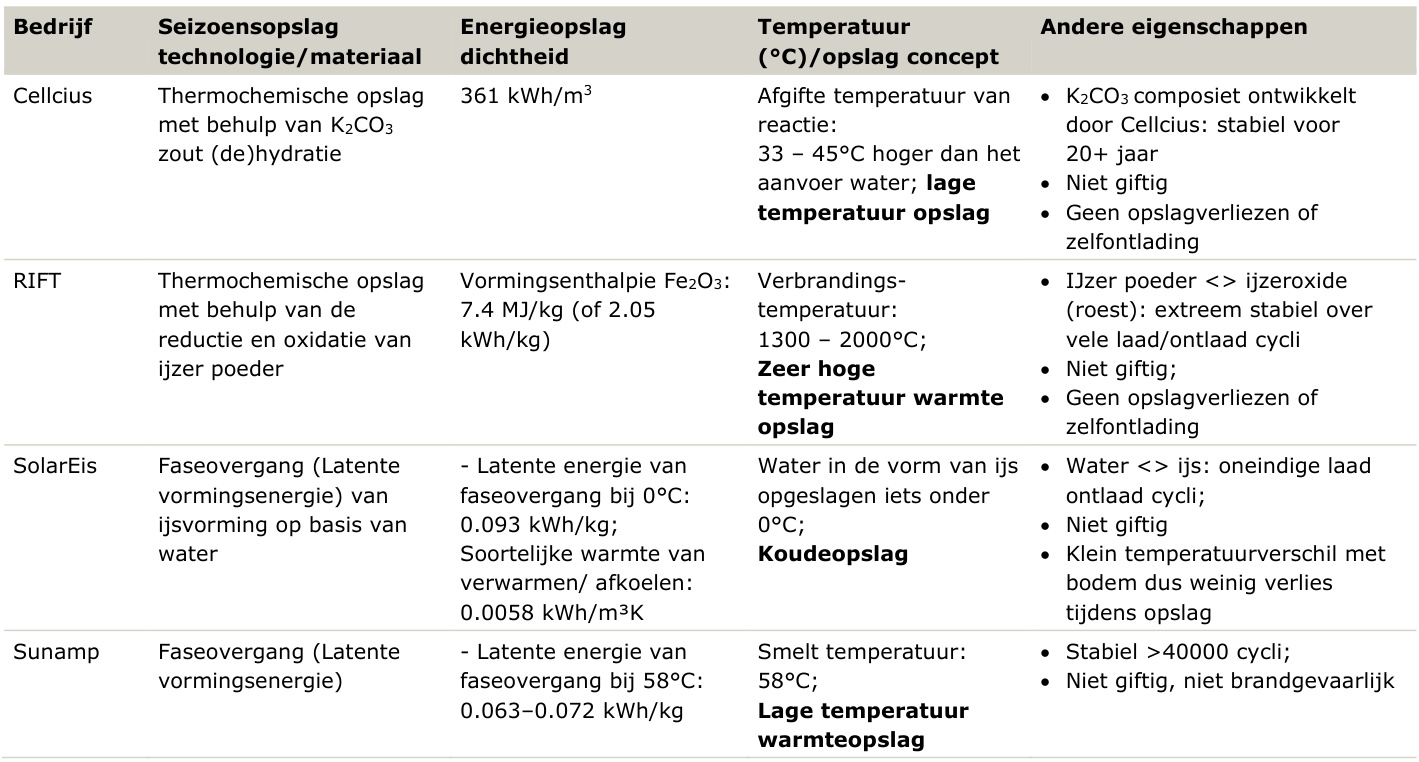 Bedrijf
Seizoensopslag
technologie/materiaal
Energieopslag
dichtheid
Temperatuur
(°C)/opslag concept
Andere eigenschappen
Cellcius
Thermochemische opslag
met behulp van K₂CO₃
zout (de)hydratie
361 kWh/m³
Afgifte temperatuur van
reactie:
33 – 45°C hoger dan het
aanvoer water; lage
temperatuur opslag
• K₂CO₃ composiet ontwikkelt
door Cellcius: stabiel voor
20+ jaar
• Niet giftig
• Geen opslagverliezen of
zelfontlading
RIFT
Thermochemische opslag
met behulp van de
reductie en oxidatie van
ijzer poeder
Vormingsenthalpie Fe₂O₃:
7.4 MJ/kg (of 2.05
kWh/kg)
Verbrandings-
temperatuur:
1300 – 2000°C;
Zeer hoge
temperatuur warmte
opslag
• IJzer poeder <> ijzeroxide
(roest): extreem stabiel over
vele laad/ontlaad cycli
• Niet giftig;
• Geen opslagverliezen of
zelfontlading
SolarEis
Faseovergang (Latente
vormingsenergie) van
ijsvorming op basis van
water
- Latente energie van
faseovergang bij 0°C:
0.093 kWh/kg;
Soortelijke warmte van
verwarmen/ afkoelen:
0.0058 kWh/m³K
Water in de vorm van ijs
opgeslagen iets onder
0°C;
Koudeopslag
• Water <> ijs: oneindige laad
ontlaad cycli;
• Niet giftig
• Klein temperatuurverschil met
bodem dus weinig verlies
tijdens opslag
Sunamp
Faseovergang (Latente
vormingsenergie)
- Latente energie van
faseovergang bij 58°C:
0.063–0.072 kWh/kg
Smelt temperatuur:
58°C;
Lage temperatuur
warmteopslag
• Stabiel >40000 cycli;
• Niet giftig, niet brandgevaarlijk